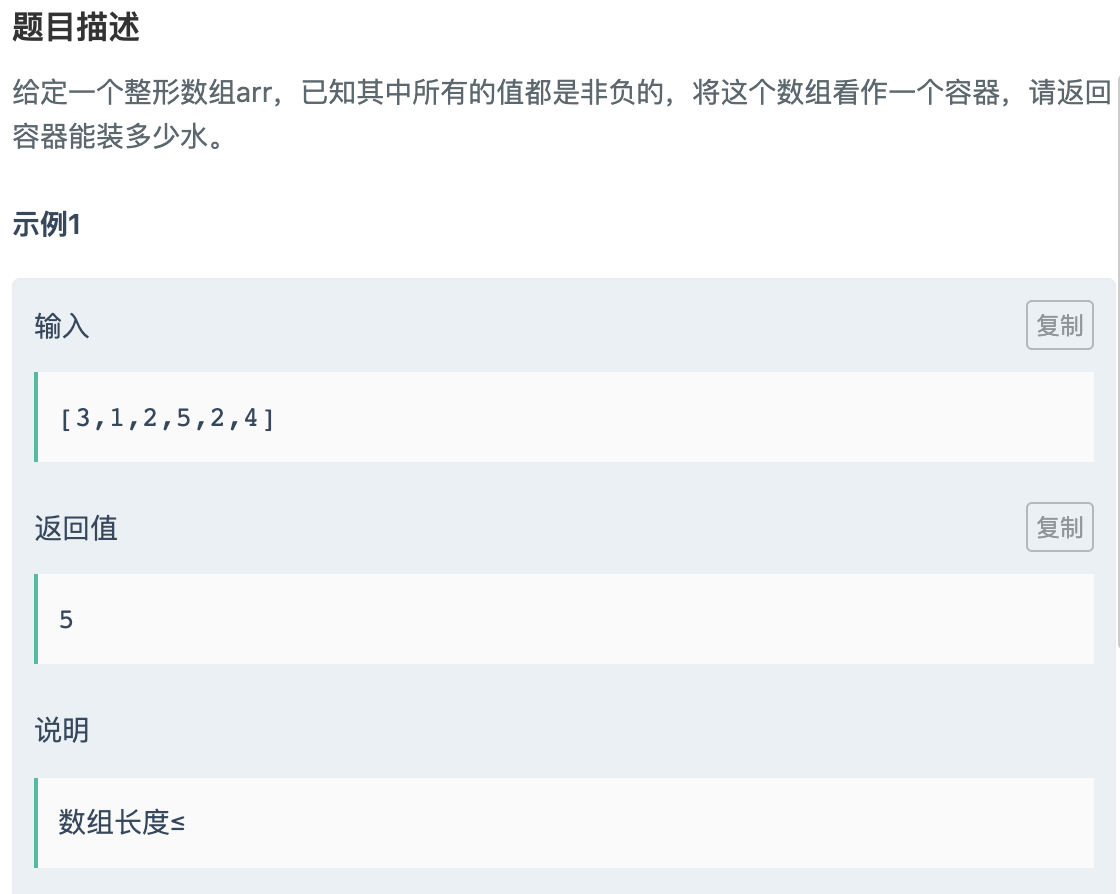 题目描述
给定一个整形数组arr，已知其中所有的值都是非负的，将这个数组看作一个容器，请返回
容器能装多少水。
示例1
输入
复制
[3,1,2,5,2,4]
返回值
复制
5
说明
数组长度≤